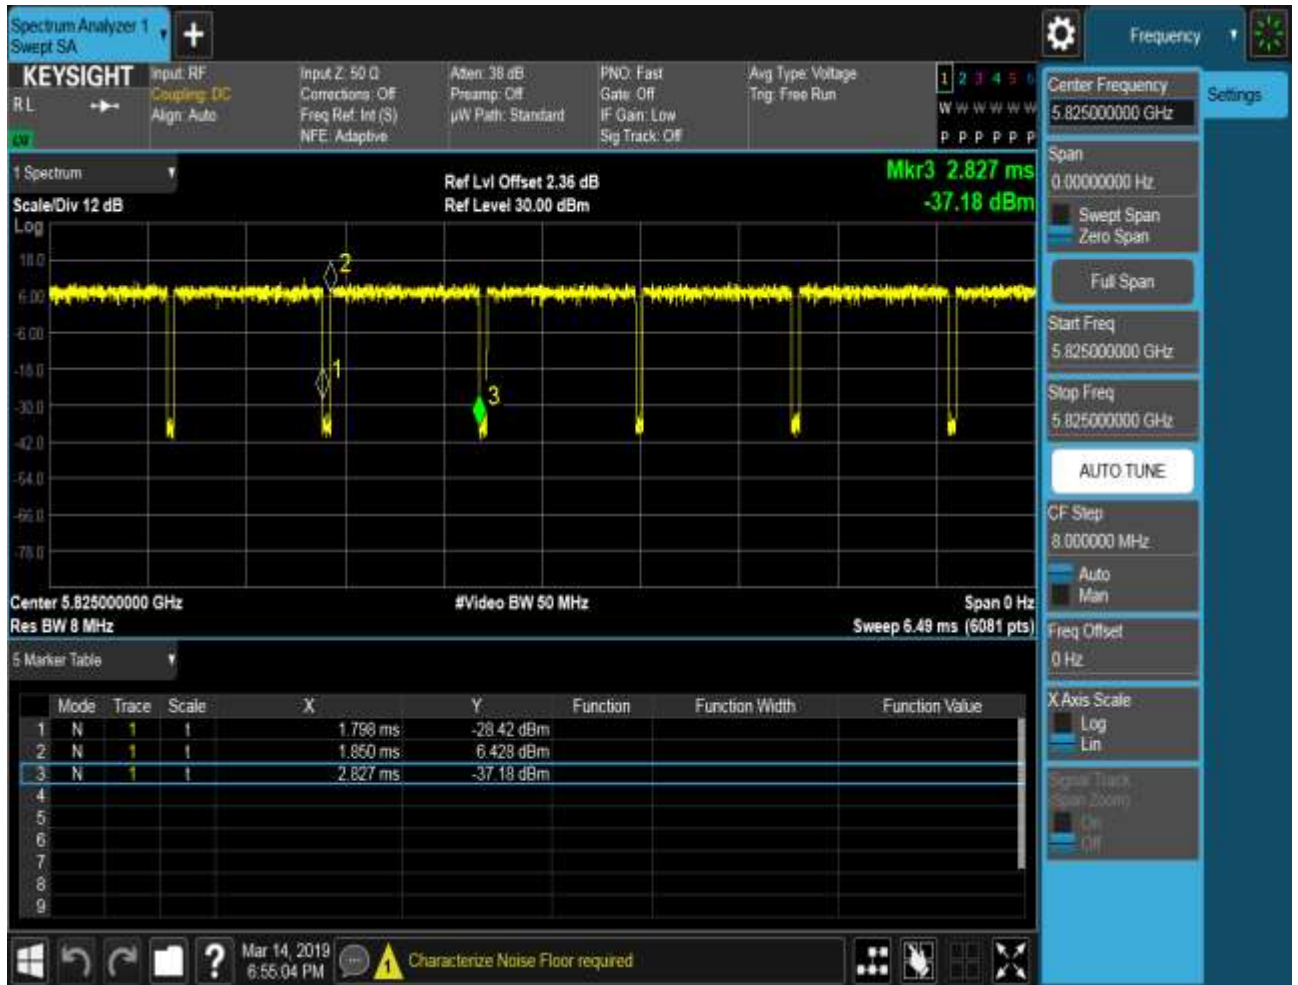 Spectrum Analyzer 1
Swept SA
+
Frequency
KEYSIGHT
RL
Input: RF
Coupling: DC
Align: Auto
Input Z: 50 Ω
Corrections: Off
Freq Ref: Int (S)
NFE: Adaptive
Atten: 38 dB
Preamp: Off
µW Path: Standard
PNO: Fast
Gate: Off
IF Gain: Low
Sig Track: Off
Avg Type: Voltage
Trig: Free Run
1 2 3 4 5 6
W W W W W W
P P P P P P
Center Frequency
5.825000000 GHz
Settings
1 Spectrum
Scale/Div 12 dB
Log
Ref Lvl Offset 2.36 dB
Ref Level 30.00 dBm
Mkr3 2.827 ms
-37.18 dBm
18.0
6.00
-6.00
-18.0
-30.0
-42.0
-54.0
-66.0
-78.0
2
1
3
Center 5.825000000 GHz
Res BW 8 MHz
#Video BW 50 MHz
Span 0 Hz
Sweep 6.49 ms (6081 pts)
Span
0.00000000 Hz
Swept Span
Zero Span
Full Span
Start Freq
5.825000000 GHz
Stop Freq
5.825000000 GHz
AUTO TUNE
CF Step
8.000000 MHz
Auto
Man
Freq Offset
0 Hz
X Axis Scale
Log
Lin
Signal Track
(Span Zoom)
On
Off
5 Marker Table
Mode Trace Scale X Y Function Function Width Function Value
1 N 1 t 1.798 ms -28.42 dBm
2 N 1 t 1.850 ms 6.428 dBm
3 N 1 t 2.827 ms -37.18 dBm
4
5
6
7
8
9
?
Mar 14, 2019
6:55:04 PM
1
Characterize Noise Floor required